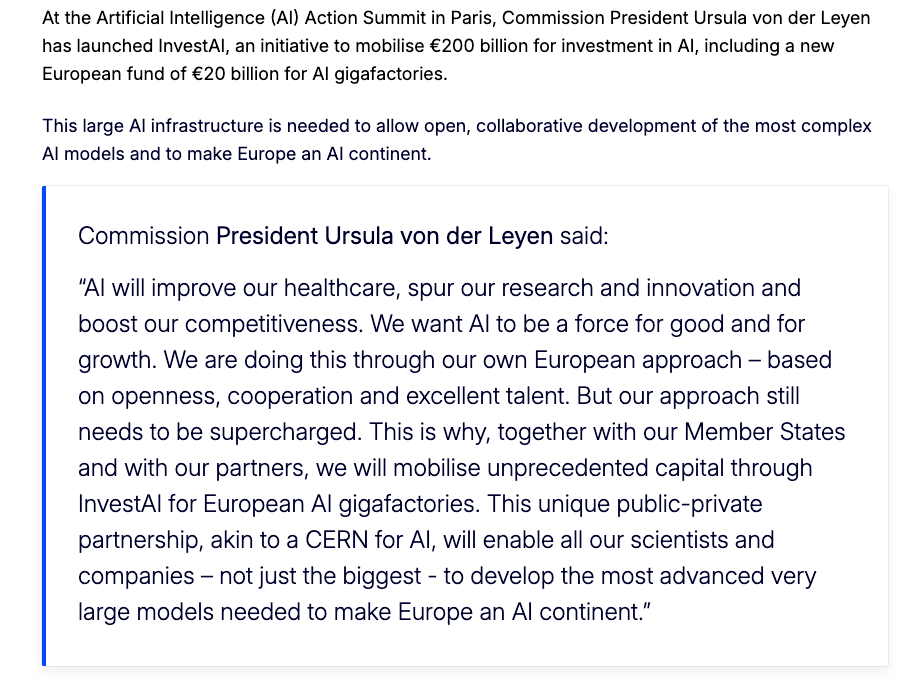 At the Artificial Intelligence (AI) Action Summit in Paris, Commission President Ursula von der Leyen
has launched InvestAI, an initiative to mobilise €200 billion for investment in AI, including a new
European fund of €20 billion for AI gigafactories.
This large AI infrastructure is needed to allow open, collaborative development of the most complex
AI models and to make Europe an AI continent.
Commission President Ursula von der Leyen said:
“AI will improve our healthcare, spur our research and innovation and
boost our competitiveness. We want AI to be a force for good and for
growth. We are doing this through our own European approach – based
on openness, cooperation and excellent talent. But our approach still
needs to be supercharged. This is why, together with our Member States
and with our partners, we will mobilise unprecedented capital through
InvestAI for European AI gigafactories. This unique public-private
partnership, akin to a CERN for AI, will enable all our scientists and
companies – not just the biggest - to develop the most advanced very
large models needed to make Europe an AI continent.”